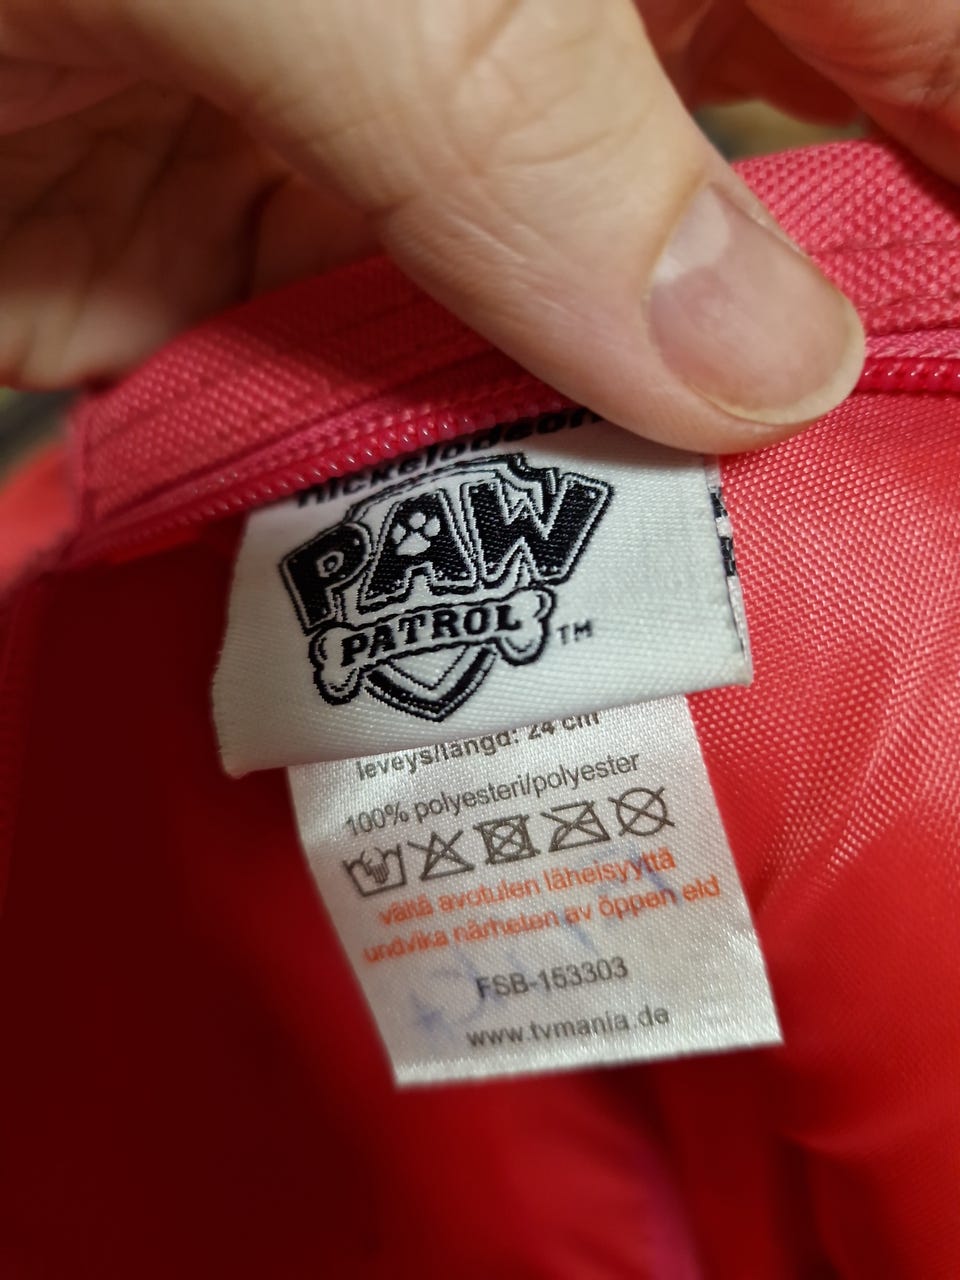 nickelodeon
PAW
PATROL
TM
leveys/längd: 24 cm
100% polyesteri/polyester
vältä avotulen läheisyyttä
undvika närheten av öppen eld
FSB-153303
www.tvmania.de